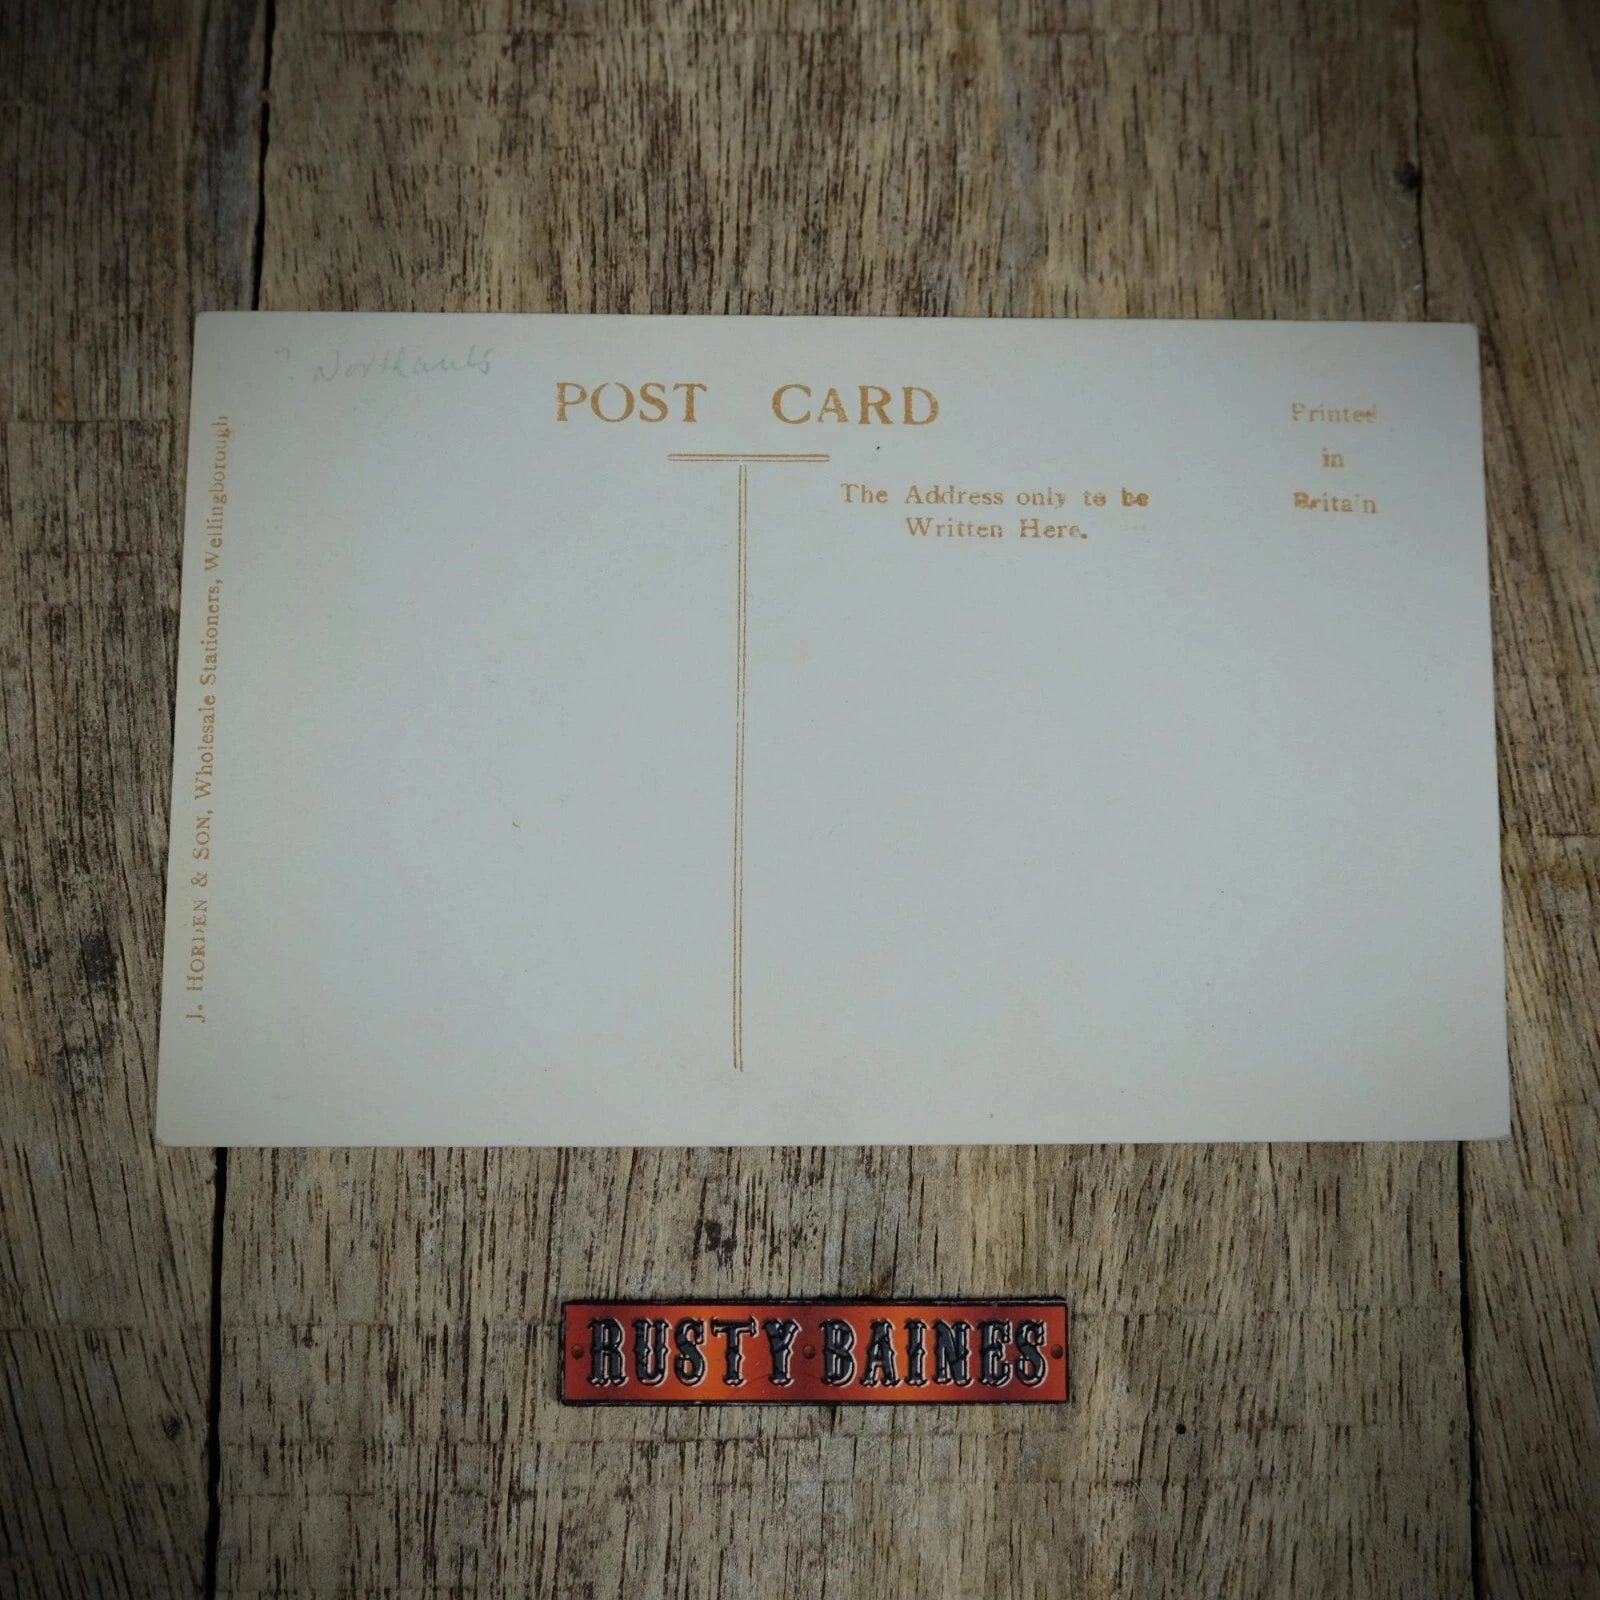 ? Northants
POST CARD
Printed
in
Britain
The Address only to be
Written Here.
J. HORDEN & SON, Wholesale Stationers, Wellingborough
RUSTY BAINES